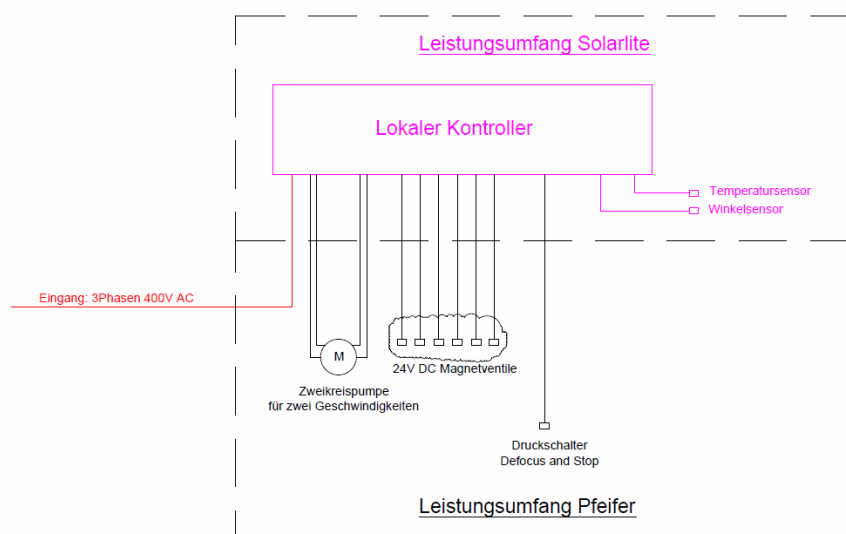 Leistungsumfang Solarlite
Lokaler Kontroller
Temperatursensor
Winkelsensor
Eingang: 3Phasen 400V AC
M
24V DC Magnetventile
Zweikreispumpe
für zwei Geschwindigkeiten
Druckschalter
Defocus and Stop
Leistungsumfang Pfeifer